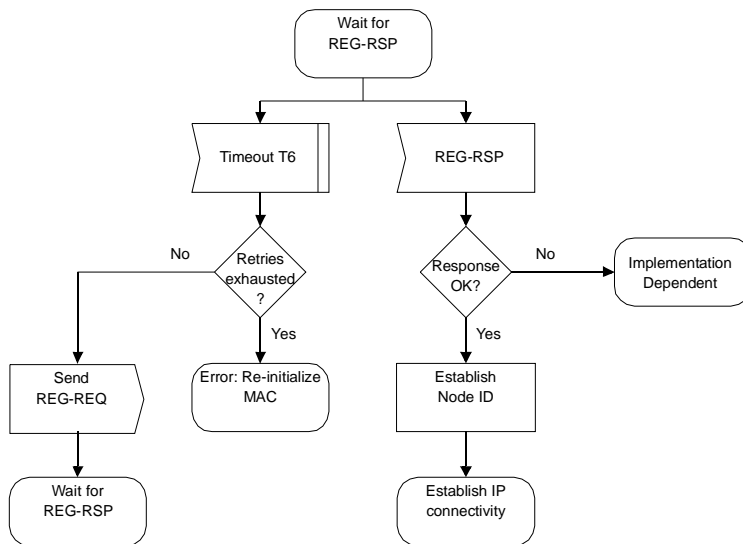 Wait for
REG-RSP
Timeout T6
REG-RSP
No
Retries
exhausted
?
Response
OK?
No
Implementation
Dependent
Yes
Yes
Send
REG-REQ
Error: Re-initialize
MAC
Establish
Node ID
Wait for
REG-RSP
Establish IP
connectivity